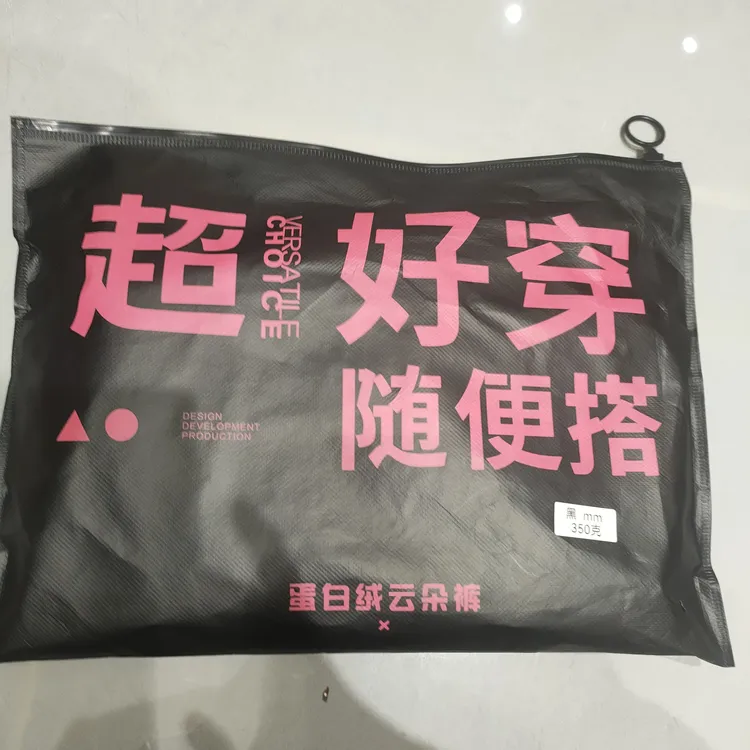 超 好穿
VERSATILE
CHOICE
随便搭
DESIGN
DEVELOPMENT
PRODUCTION
黑 mm
350克
蛋白绒云朵裤
×